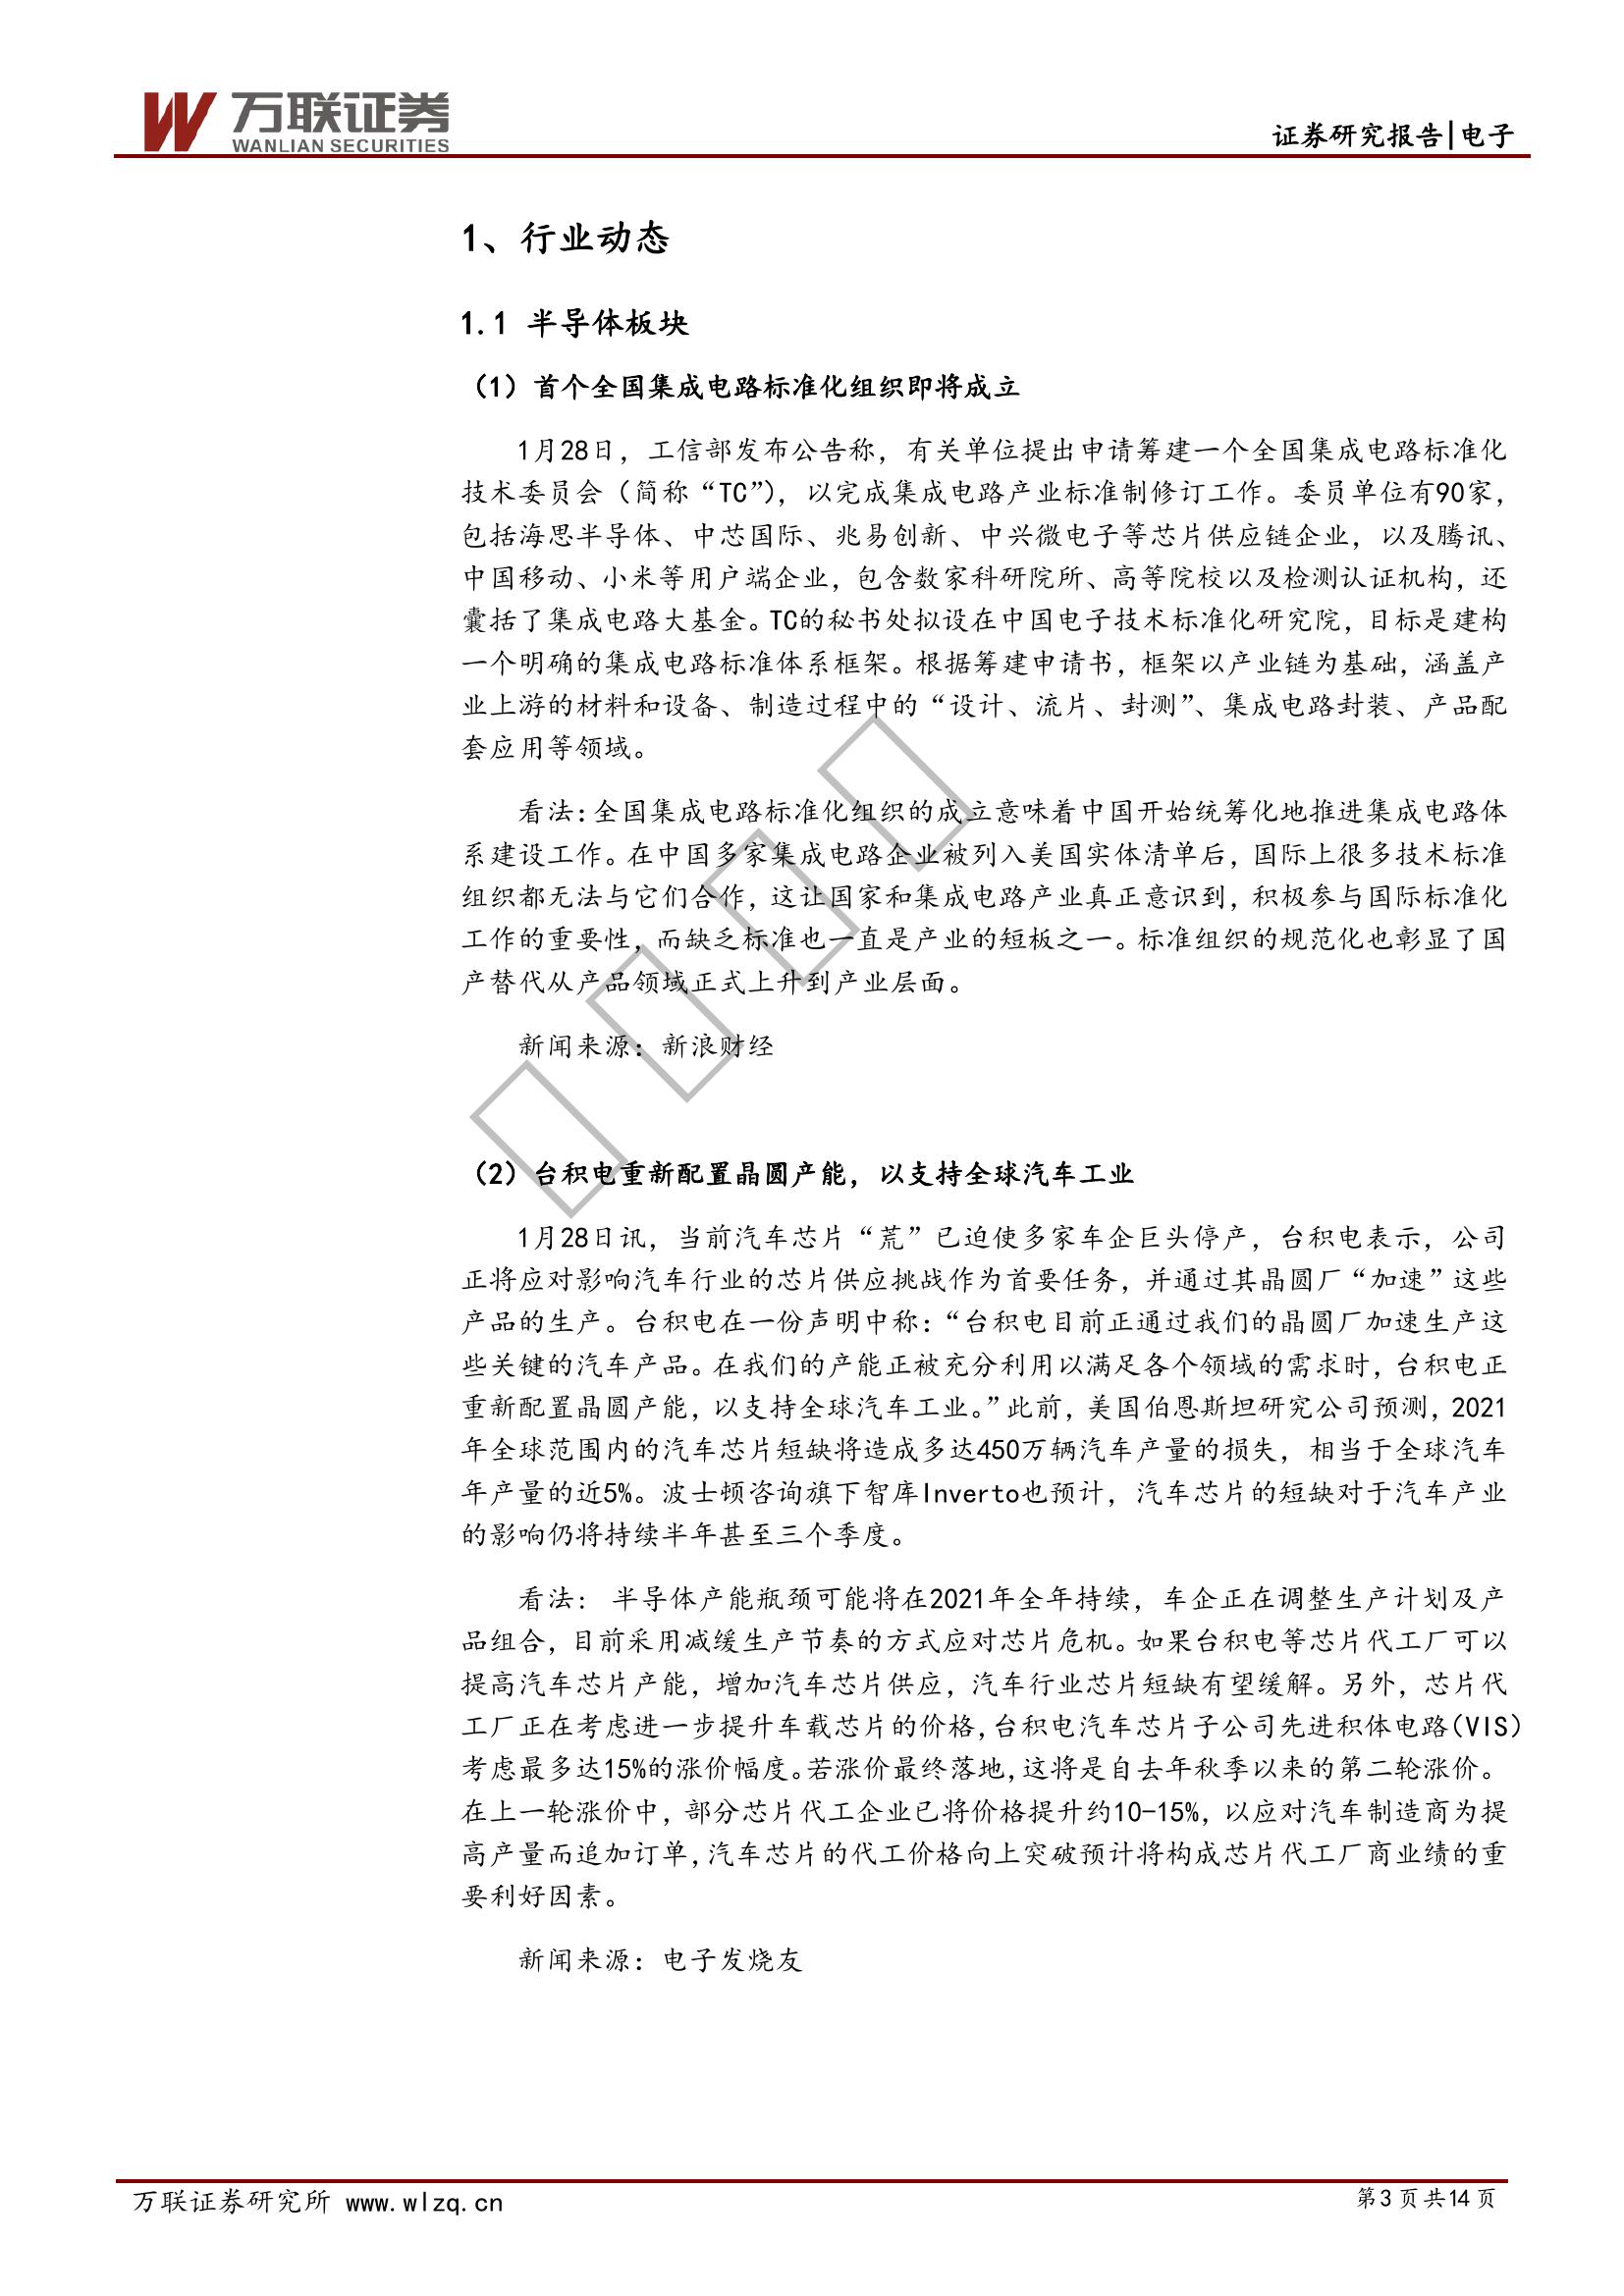 万联证券
WANLIAN SECURITIES
证券研究报告|电子
1、行业动态
1.1 半导体板块
（1）首个全国集成电路标准化组织即将成立
1月28日，工信部发布公告称，有关单位提出申请筹建一个全国集成电路标准化
技术委员会（简称“TC”），以完成集成电路产业标准制修订工作。委员单位有90家，
包括海思半导体、中芯国际、兆易创新、中兴微电子等芯片供应链企业，以及腾讯、
中国移动、小米等用户端企业，包含数家科研院所、高等院校以及检测认证机构，还
囊括了集成电路大基金。TC的秘书处拟设在中国电子技术标准化研究院，目标是建构
一个明确的集成电路标准体系框架。根据筹建申请书，框架以产业链为基础，涵盖产
业上游的材料和设备、制造过程中的“设计、流片、封测”、集成电路封装、产品配
套应用等领域。
看法：全国集成电路标准化组织的成立意味着中国开始统筹化地推进集成电路体
系建设工作。在中国多家集成电路企业被列入美国实体清单后，国际上很多技术标准
组织都无法与它们合作，这让国家和集成电路产业真正意识到，积极参与国际标准化
工作的重要性，而缺乏标准也一直是产业的短板之一。标准组织的规范化也彰显了国
产替代从产品领域正式上升到产业层面。
新闻来源：新浪财经
（2）台积电重新配置晶圆产能，以支持全球汽车工业
1月28日讯，当前汽车芯片“荒”已迫使多家车企巨头停产，台积电表示，公司
正将应对影响汽车行业的芯片供应挑战作为首要任务，并通过其晶圆厂“加速”这些
产品的生产。台积电在一份声明中称：“台积电目前正通过我们的晶圆厂加速生产这
些关键的汽车产品。在我们的产能正被充分利用以满足各个领域的需求时，台积电正
重新配置晶圆产能，以支持全球汽车工业。”此前，美国伯恩斯坦研究公司预测，2021
年全球范围内的汽车芯片短缺将造成多达450万辆汽车产量的损失，相当于全球汽车
年产量的近5%。波士顿咨询旗下智库Inverto也预计，汽车芯片的短缺对于汽车产业
的影响仍将持续半年甚至三个季度。
看法： 半导体产能瓶颈可能将在2021年全年持续，车企正在调整生产计划及产
品组合，目前采用减缓生产节奏的方式应对芯片危机。如果台积电等芯片代工厂可以
提高汽车芯片产能，增加汽车芯片供应，汽车行业芯片短缺有望缓解。另外，芯片代
工厂正在考虑进一步提升车载芯片的价格，台积电汽车芯片子公司先进积体电路（VIS）
考虑最多达15%的涨价幅度。若涨价最终落地，这将是自去年秋季以来的第二轮涨价。
在上一轮涨价中，部分芯片代工企业已将价格提升约10-15%，以应对汽车制造商为提
高产量而追加订单，汽车芯片的代工价格向上突破预计将构成芯片代工厂商业绩的重
要利好因素。
新闻来源：电子发烧友
万联证券研究所 www.wlzq.cn
第3页共14页